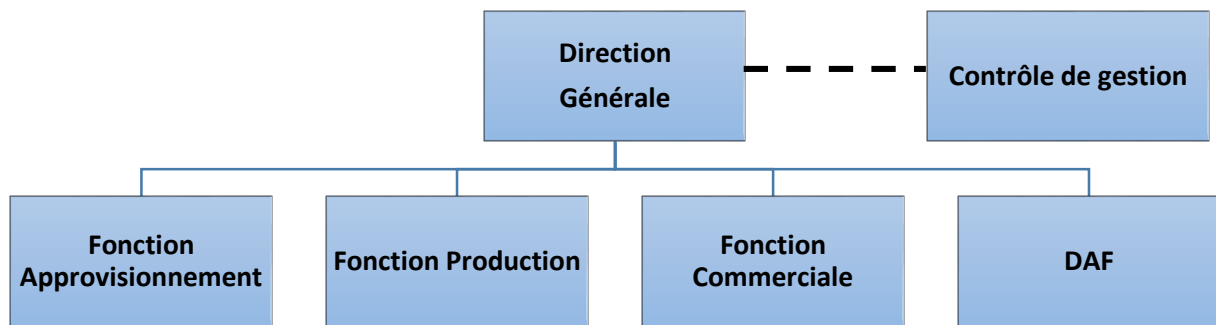 Direction
Générale
Contrôle de gestion
Fonction
Approvisionnement
Fonction Production
Fonction
Commerciale
DAF